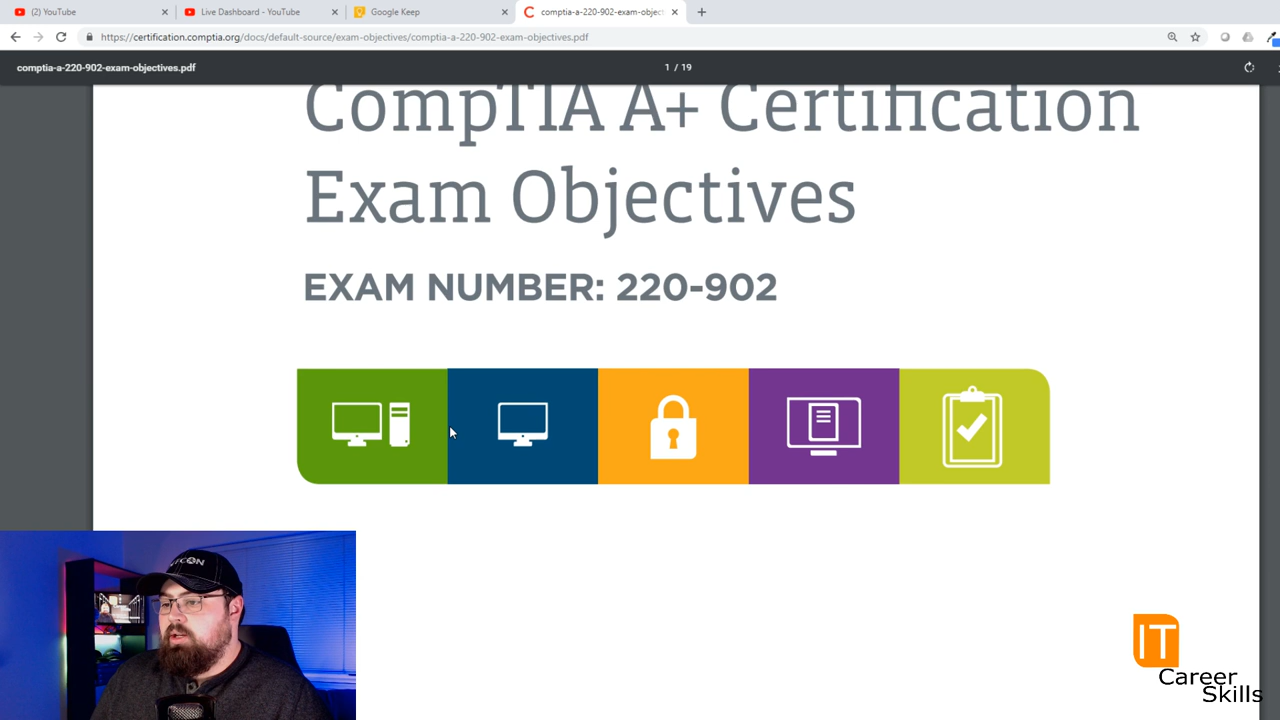 (2) YouTube
Live Dashboard - YouTube
Google Keep
comptia-a-220-902-exam-object
https://certification.comptia.org/docs/default-source/exam-objectives/comptia-a-220-902-exam-objectives.pdf
comptia-a-220-902-exam-objectives.pdf
1 / 19
CompTIA A+ Certification
Exam Objectives
EXAM NUMBER: 220-902
IT
Career
Skills